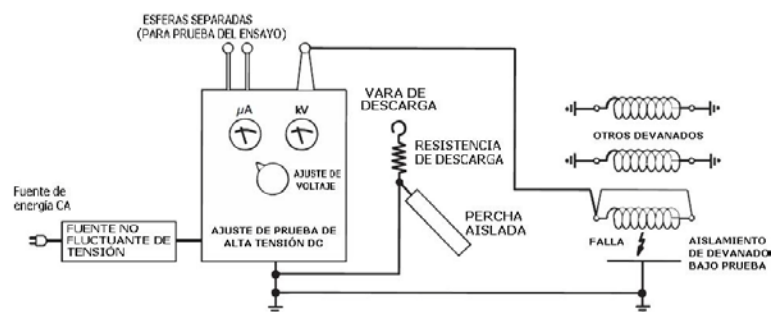 ESFERAS SEPARADAS
(PARA PRUEBA DEL ENSAYO)
µA
kV
AJUSTE DE
VOLTAJE
AJUSTE DE PRUEBA DE
ALTA TENSIÓN DC
Fuente de
energía CA
FUENTE NO
FLUCTUANTE DE
TENSIÓN
VARA DE
DESCARGA
RESISTENCIA
DE DESCARGA
PERCHA
AISLADA
OTROS DEVANADOS
FALLA
AISLAMIENTO
DE DEVANADO
BAJO PRUEBA